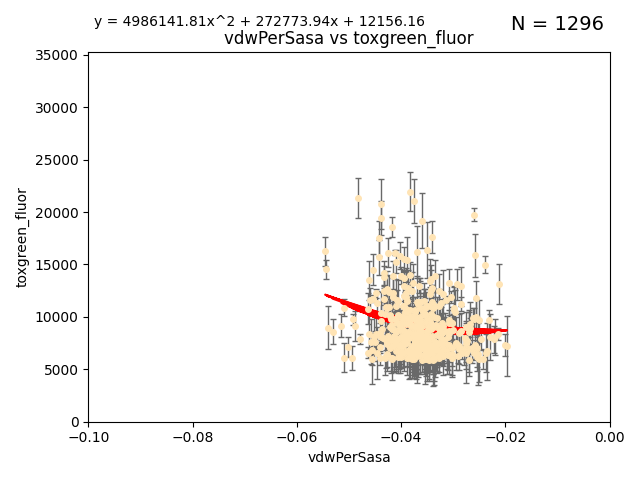 y = 4986141.81x^2 + 272773.94x + 12156.16
N = 1296
vdwPerSasa vs toxgreen_fluor
35000
30000
25000
20000
15000
10000
5000
0
toxgreen_fluor
−0.10
−0.08
−0.06
−0.04
−0.02
0.00
vdwPerSasa